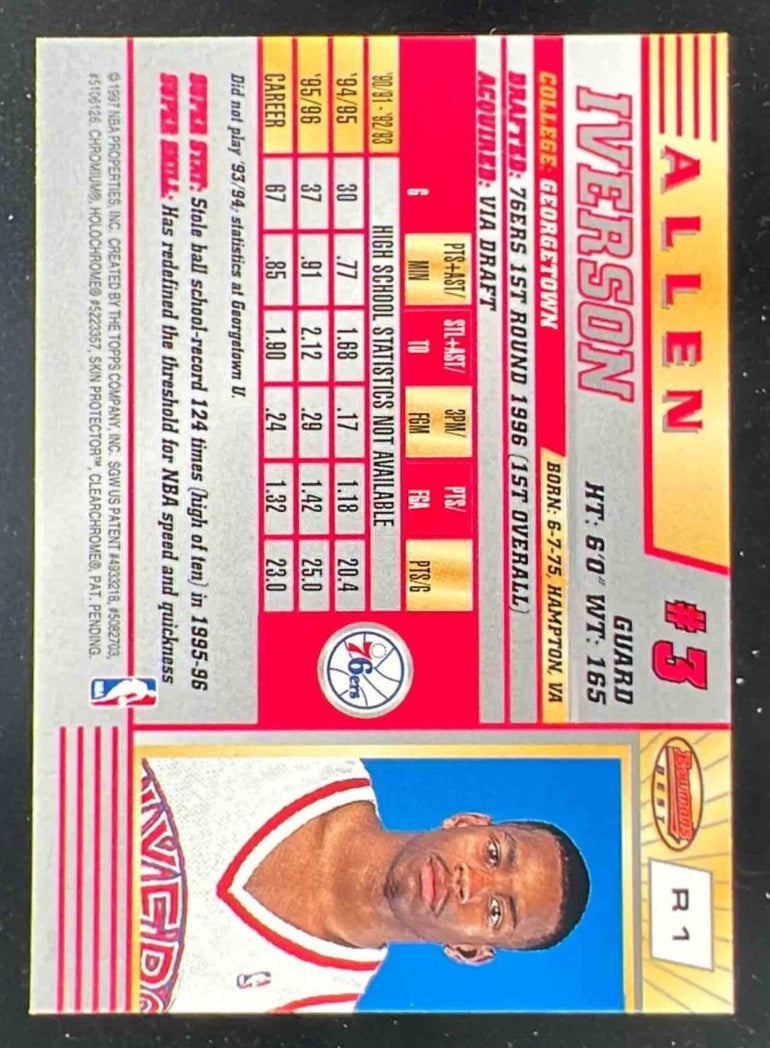 ALLEN
#3
IVERSON
GUARD
HT: 6'0" WT: 165
COLLEGE: GEORGETOWN
BORN: 6-7-75, HAMPTON, VA
DRAFTED: 76ERS 1ST ROUND 1996 (1ST OVERALL)
ACQUIRED: VIA DRAFT
G PTS+AST/MIN STL+AST/TO 3PM/FGM PTS/FGA PTS/G
'90/91 - '92/93 HIGH SCHOOL STATISTICS NOT AVAILABLE
'94/95 30 .77 1.68 .17 1.18 20.4
'95/96 37 .91 2.12 .29 1.42 25.0
CAREER 67 .85 1.90 .24 1.32 23.0
Did not play '93/94; statistics at Georgetown U.
SUPER STAT: Stole ball school-record 124 times (high of ten) in 1995-96
SUPER SKILL: Has redefined the threshold for NBA speed and quickness
© 1997 NBA PROPERTIES, INC. CREATED BY THE TOPPS COMPANY, INC. SGW US PATENT #4933218, #5082703,
#5106126, CHROMIUM®, HOLOCHROME® #5223357, SKIN PROTECTOR™, CLEARCHROME®, PAT. PENDING.
76ers
NBA
Bowman's
BEST
R1